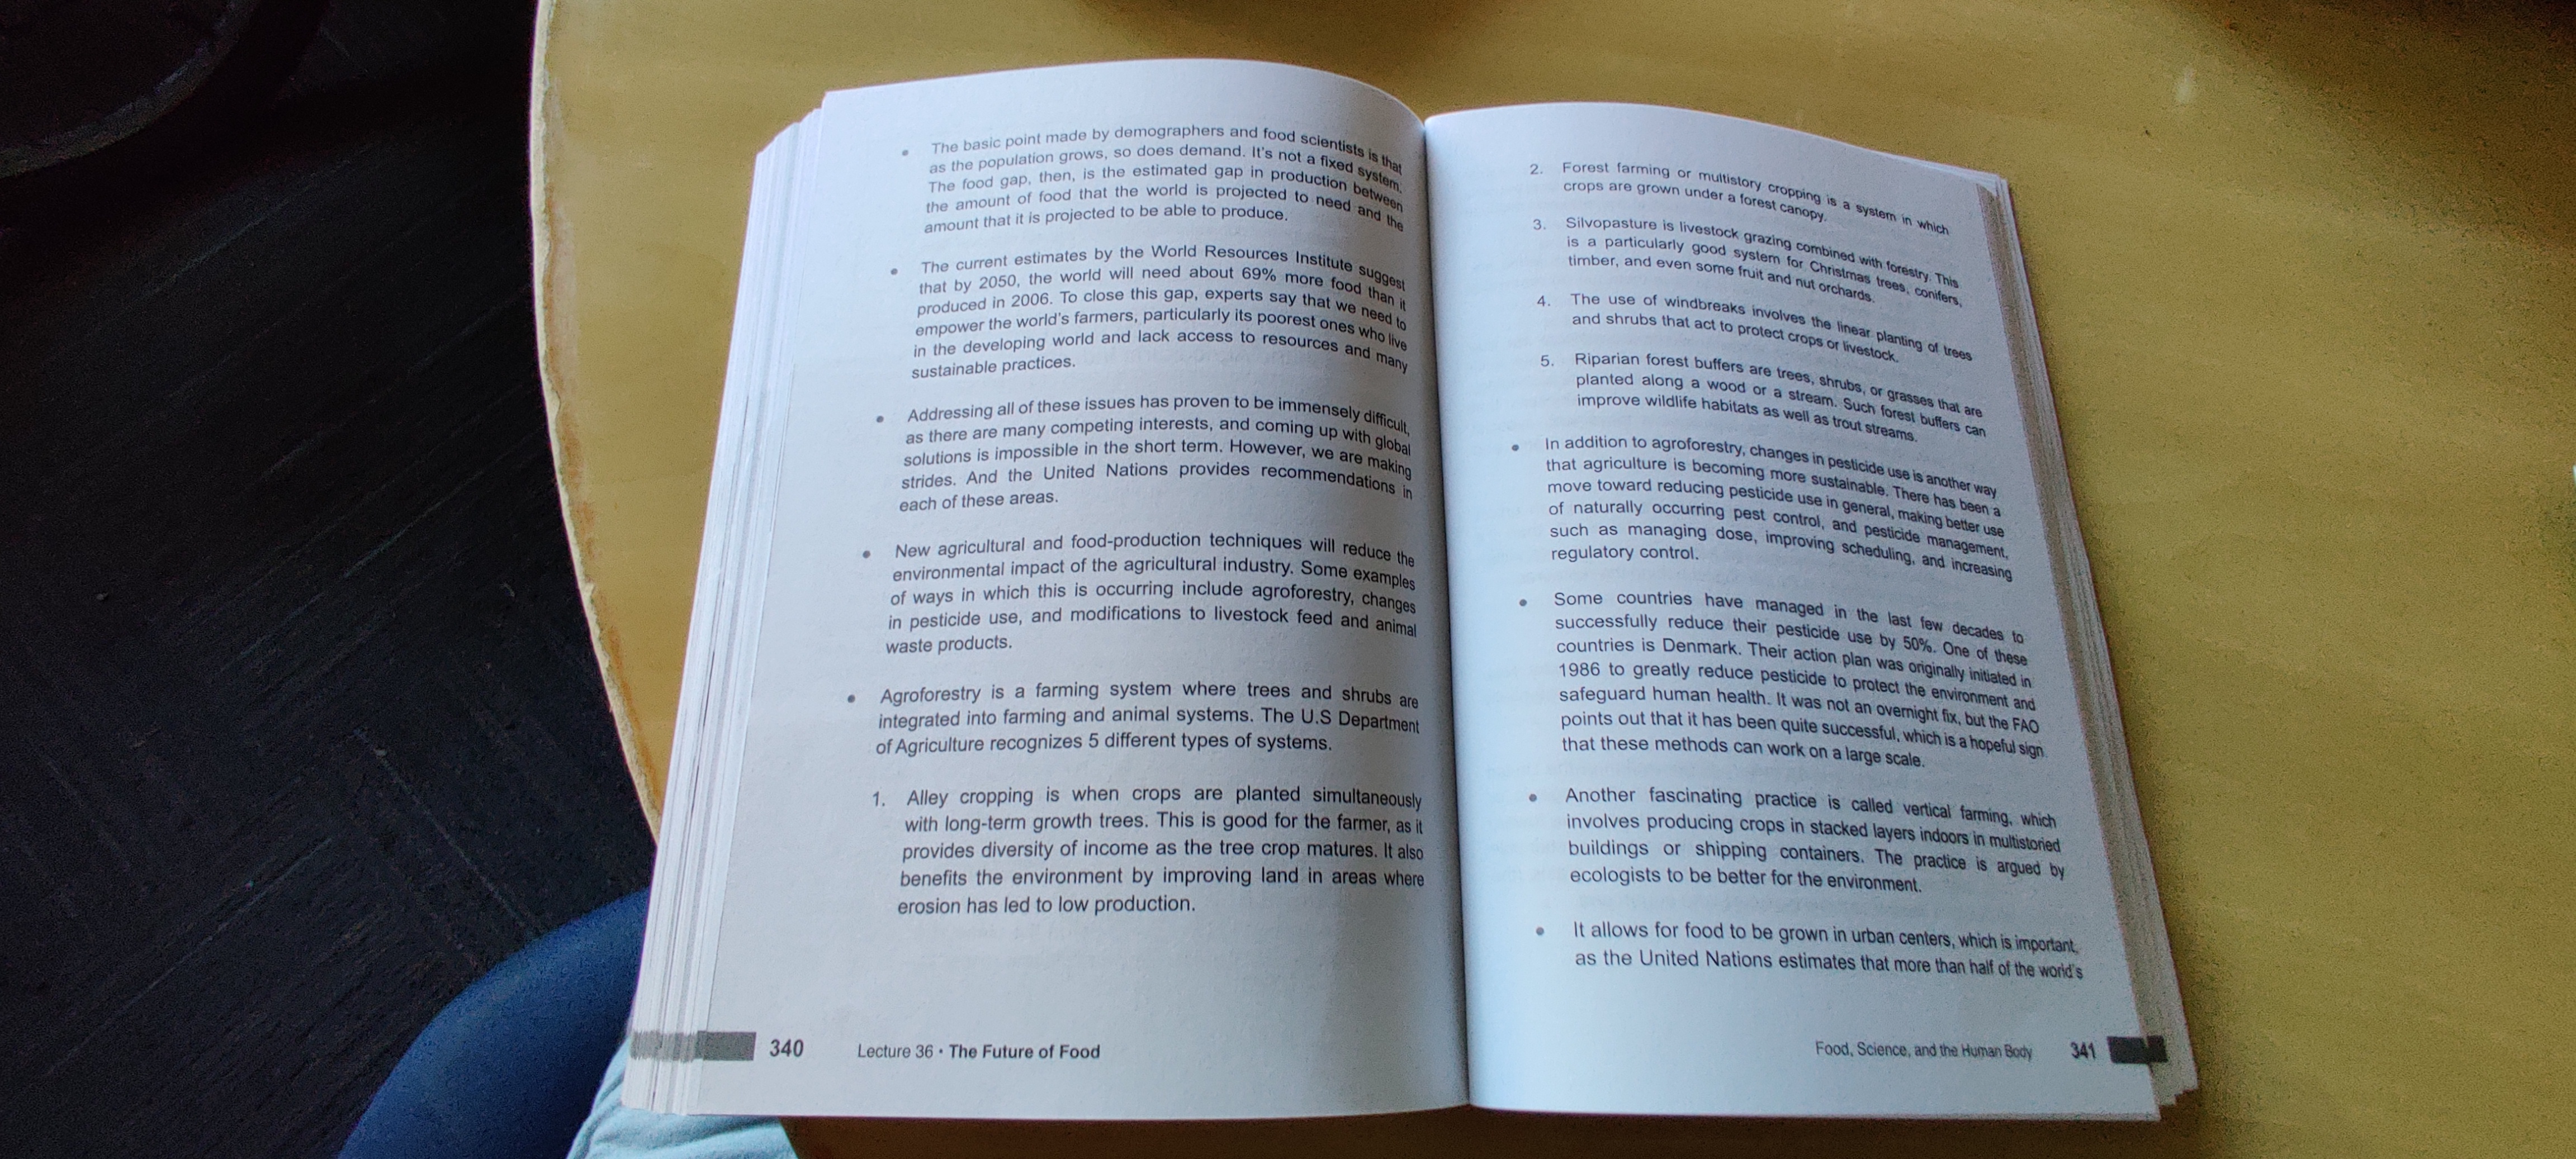 • The basic point made by demographers and food scientists is that
as the population grows, so does demand. It's not a fixed system.
The food gap, then, is the estimated gap in production between
the amount of food that the world is projected to need and the
amount that it is projected to be able to produce.
• The current estimates by the World Resources Institute suggest
that by 2050, the world will need about 69% more food than it
produced in 2006. To close this gap, experts say that we need to
empower the world's farmers, particularly its poorest ones who live
in the developing world and lack access to resources and many
sustainable practices.
• Addressing all of these issues has proven to be immensely difficult,
as there are many competing interests, and coming up with global
solutions is impossible in the short term. However, we are making
strides. And the United Nations provides recommendations in
each of these areas.
• New agricultural and food-production techniques will reduce the
environmental impact of the agricultural industry. Some examples
of ways in which this is occurring include agroforestry, changes
in pesticide use, and modifications to livestock feed and animal
waste products.
• Agroforestry is a farming system where trees and shrubs are
integrated into farming and animal systems. The U.S Department
of Agriculture recognizes 5 different types of systems.
1. Alley cropping is when crops are planted simultaneously
with long-term growth trees. This is good for the farmer, as it
provides diversity of income as the tree crop matures. It also
benefits the environment by improving land in areas where
erosion has led to low production.
340 Lecture 36 • The Future of Food
2. Forest farming or multistory cropping is a system in which
crops are grown under a forest canopy.
3. Silvopasture is livestock grazing combined with forestry. This
is a particularly good system for Christmas trees, conifers,
timber, and even some fruit and nut orchards.
4. The use of windbreaks involves the linear planting of trees
and shrubs that act to protect crops or livestock.
5. Riparian forest buffers are trees, shrubs, or grasses that are
planted along a wood or a stream. Such forest buffers can
improve wildlife habitats as well as trout streams.
• In addition to agroforestry, changes in pesticide use is another way
that agriculture is becoming more sustainable. There has been a
move toward reducing pesticide use in general, making better use
of naturally occurring pest control, and pesticide management,
such as managing dose, improving scheduling, and increasing
regulatory control.
• Some countries have managed in the last few decades to
successfully reduce their pesticide use by 50%. One of these
countries is Denmark. Their action plan was originally initiated in
1986 to greatly reduce pesticide to protect the environment and
safeguard human health. It was not an overnight fix, but the FAO
points out that it has been quite successful, which is a hopeful sign
that these methods can work on a large scale.
• Another fascinating practice is called vertical farming, which
involves producing crops in stacked layers indoors in multistoried
buildings or shipping containers. The practice is argued by
ecologists to be better for the environment.
• It allows for food to be grown in urban centers, which is important,
as the United Nations estimates that more than half of the world's
Food, Science, and the Human Body 341